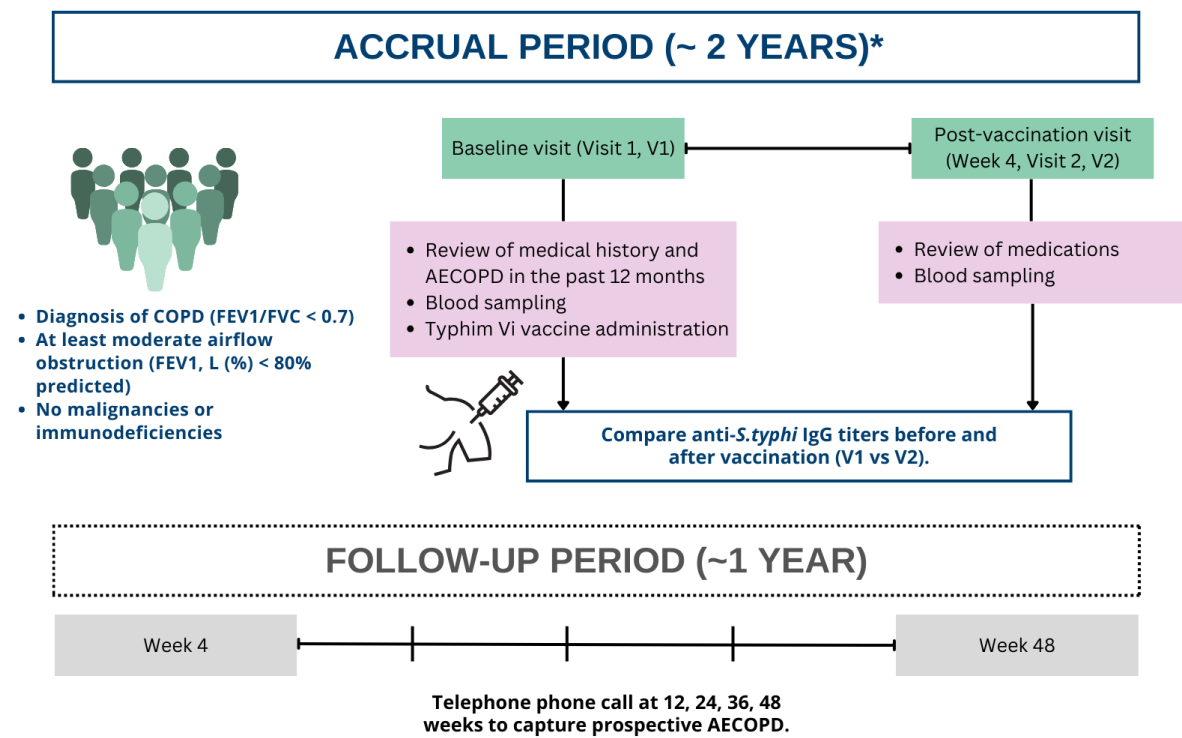 ACCRUAL PERIOD (~ 2 YEARS)*
Baseline visit (Visit 1, V1)
Post-vaccination visit
(Week 4, Visit 2, V2)
• Review of medical history and
AECOPD in the past 12 months
• Blood sampling
• Typhim Vi vaccine administration
• Review of medications
• Blood sampling
• Diagnosis of COPD (FEV1/FVC < 0.7)
• At least moderate airflow
obstruction (FEV1, L (%) < 80%
predicted)
• No malignancies or
immunodeficiencies
Compare anti-S.typhi IgG titers before and
after vaccination (V1 vs V2).
FOLLOW-UP PERIOD (~1 YEAR)
Week 4
Week 48
Telephone phone call at 12, 24, 36, 48
weeks to capture prospective AECOPD.